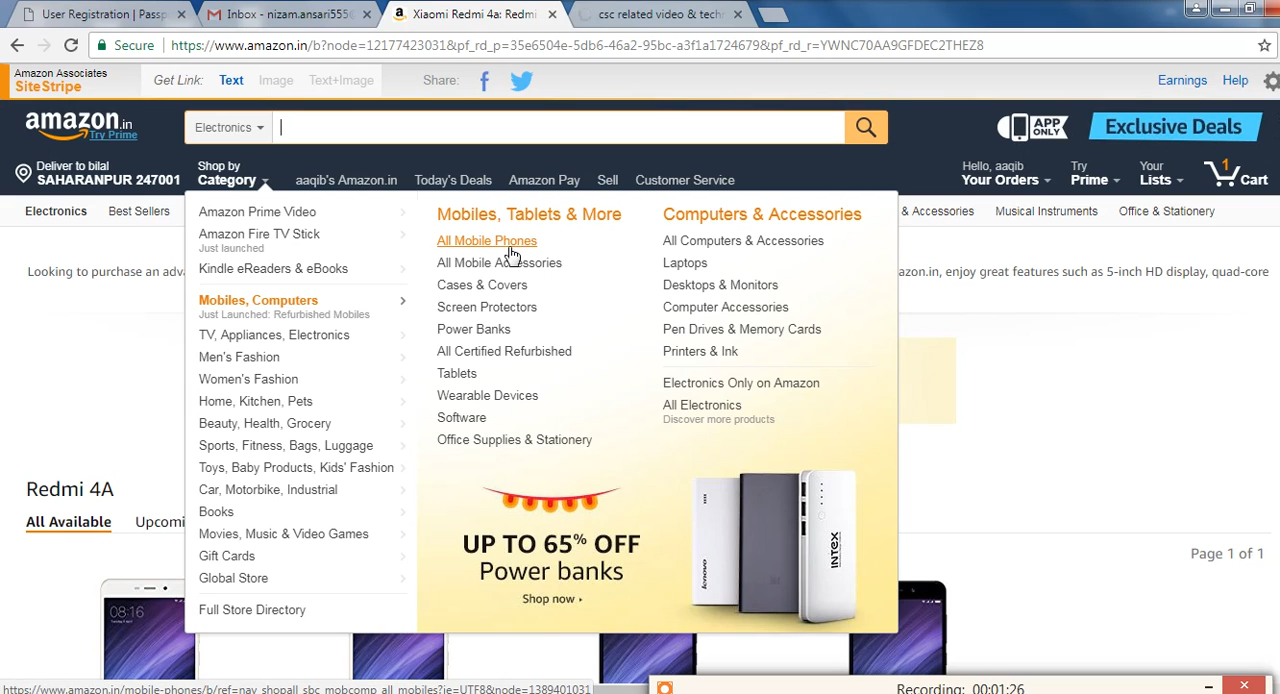 User Registration | Passp
Inbox - nizam.ansari555
Xiaomi Redmi 4a: Redmi
csc related video & techn
Secure
https://www.amazon.in/b?node=12177423031&pf_rd_p=35e6504e-5db6-46a2-95bc-a3f1a1724679&pf_rd_r=YWNC70AA9GFDEC2THEZ8
Amazon Associates
SiteStripe
Get Link: Text Image Text+Image
Share:
Earnings Help
amazon.in
Try Prime
Electronics
APP ONLY
Exclusive Deals
Deliver to bilal
SAHARANPUR 247001
Shop by
Category
aaqib's Amazon.in Today's Deals Amazon Pay Sell Customer Service
Hello, aaqib
Your Orders
Try
Prime
Your
Lists
1
Cart
Electronics Best Sellers
& Accessories Musical Instruments Office & Stationery
Looking to purchase an adva
azon.in, enjoy great features such as 5-inch HD display, quad-core
Amazon Prime Video
Amazon Fire TV Stick
Just launched
Kindle eReaders & eBooks
Mobiles, Computers
Just Launched: Refurbished Mobiles
TV, Appliances, Electronics
Men's Fashion
Women's Fashion
Home, Kitchen, Pets
Beauty, Health, Grocery
Sports, Fitness, Bags, Luggage
Toys, Baby Products, Kids' Fashion
Car, Motorbike, Industrial
Books
Movies, Music & Video Games
Gift Cards
Global Store
Full Store Directory
Mobiles, Tablets & More
All Mobile Phones
All Mobile Accessories
Cases & Covers
Screen Protectors
Power Banks
All Certified Refurbished
Tablets
Wearable Devices
Software
Office Supplies & Stationery
Computers & Accessories
All Computers & Accessories
Laptops
Desktops & Monitors
Computer Accessories
Pen Drives & Memory Cards
Printers & Ink
Electronics Only on Amazon
All Electronics
Discover more products
UP TO 65% OFF
Power banks
Shop now
lenovo
INTEX
Redmi 4A
All Available Upcomi
Page 1 of 1
08:16
https://www.amazon.in/mobile-phones/b/ref=nav_shopall_sbc_mobcomp_all_mobiles?ie=UTF8&node=1389401031
Recording: 00:01:26